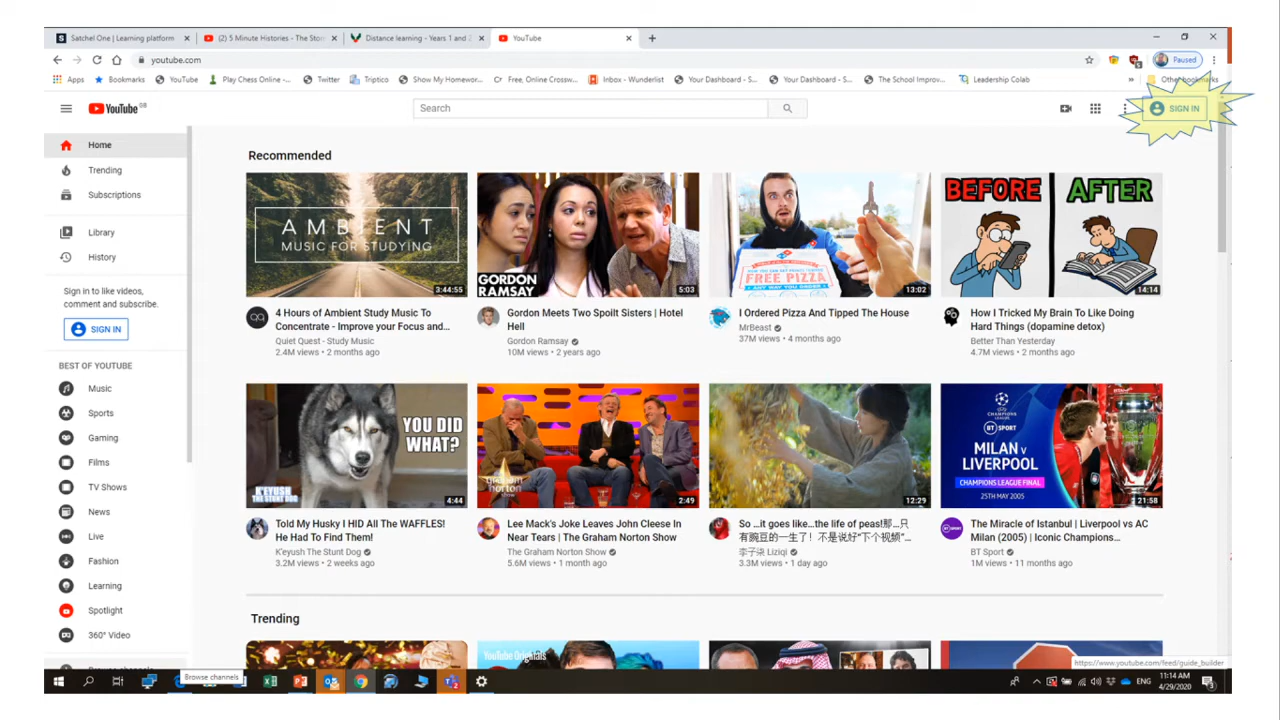 Satchel One | Learning platform
(2) 5 Minute Histories - The Stor
Distance learning - Years 1 and 2
YouTube
youtube.com
Paused
Apps
Bookmarks
YouTube
Play Chess Online -...
Twitter
Triptico
Show My Homewor...
Free, Online Crossw...
Inbox - Wunderlist
Your Dashboard - S...
Your Dashboard - S...
The School Improv...
Leadership Colab
»
Other bookmarks
YouTube GB
Search
SIGN IN
Home
Trending
Subscriptions
Library
History
Sign in to like videos,
comment and subscribe.
SIGN IN
BEST OF YOUTUBE
Music
Sports
Gaming
Films
TV Shows
News
Live
Fashion
Learning
Spotlight
360° Video
Browse channels
Recommended
AMBIENT
MUSIC FOR STUDYING
3:44:55
4 Hours of Ambient Study Music To
Concentrate - Improve your Focus and...
Quiet Quest - Study Music
2.4M views • 2 months ago
GORDON
RAMSAY
5:03
Gordon Meets Two Spoilt Sisters | Hotel
Hell
Gordon Ramsay
10M views • 2 years ago
FREE PIZZA
13:02
I Ordered Pizza And Tipped The House
MrBeast
37M views • 4 months ago
BEFORE
AFTER
14:14
How I Tricked My Brain To Like Doing
Hard Things (dopamine detox)
Better Than Yesterday
4.7M views • 2 months ago
YOU DID
WHAT?
K'EYUSH
THE STUNT DOG
4:44
Told My Husky I HID All The WAFFLES!
He Had To Find Them!
K'eyush The Stunt Dog
3.2M views • 2 weeks ago
graham
norton
show
2:49
Lee Mack's Joke Leaves John Cleese In
Near Tears | The Graham Norton Show
The Graham Norton Show
5.6M views • 1 month ago
12:29
So ...it goes like...the life of peas!那...只
有豌豆的一生了！不是说好“下个视频”...
李子柒 Liziqi
3.3M views • 1 day ago
CHAMPIONS
LEAGUE
BT SPORT
MILAN V
LIVERPOOL
CHAMPIONS LEAGUE FINAL
25TH MAY 2005
21:58
The Miracle of Istanbul | Liverpool vs AC
Milan (2005) | Iconic Champions...
BT Sport
1M views • 11 months ago
Trending
YouTube Originals
Browse channels
https://www.youtube.com/feed/guide_builder
ENG
11:14 AM
4/29/2020
3